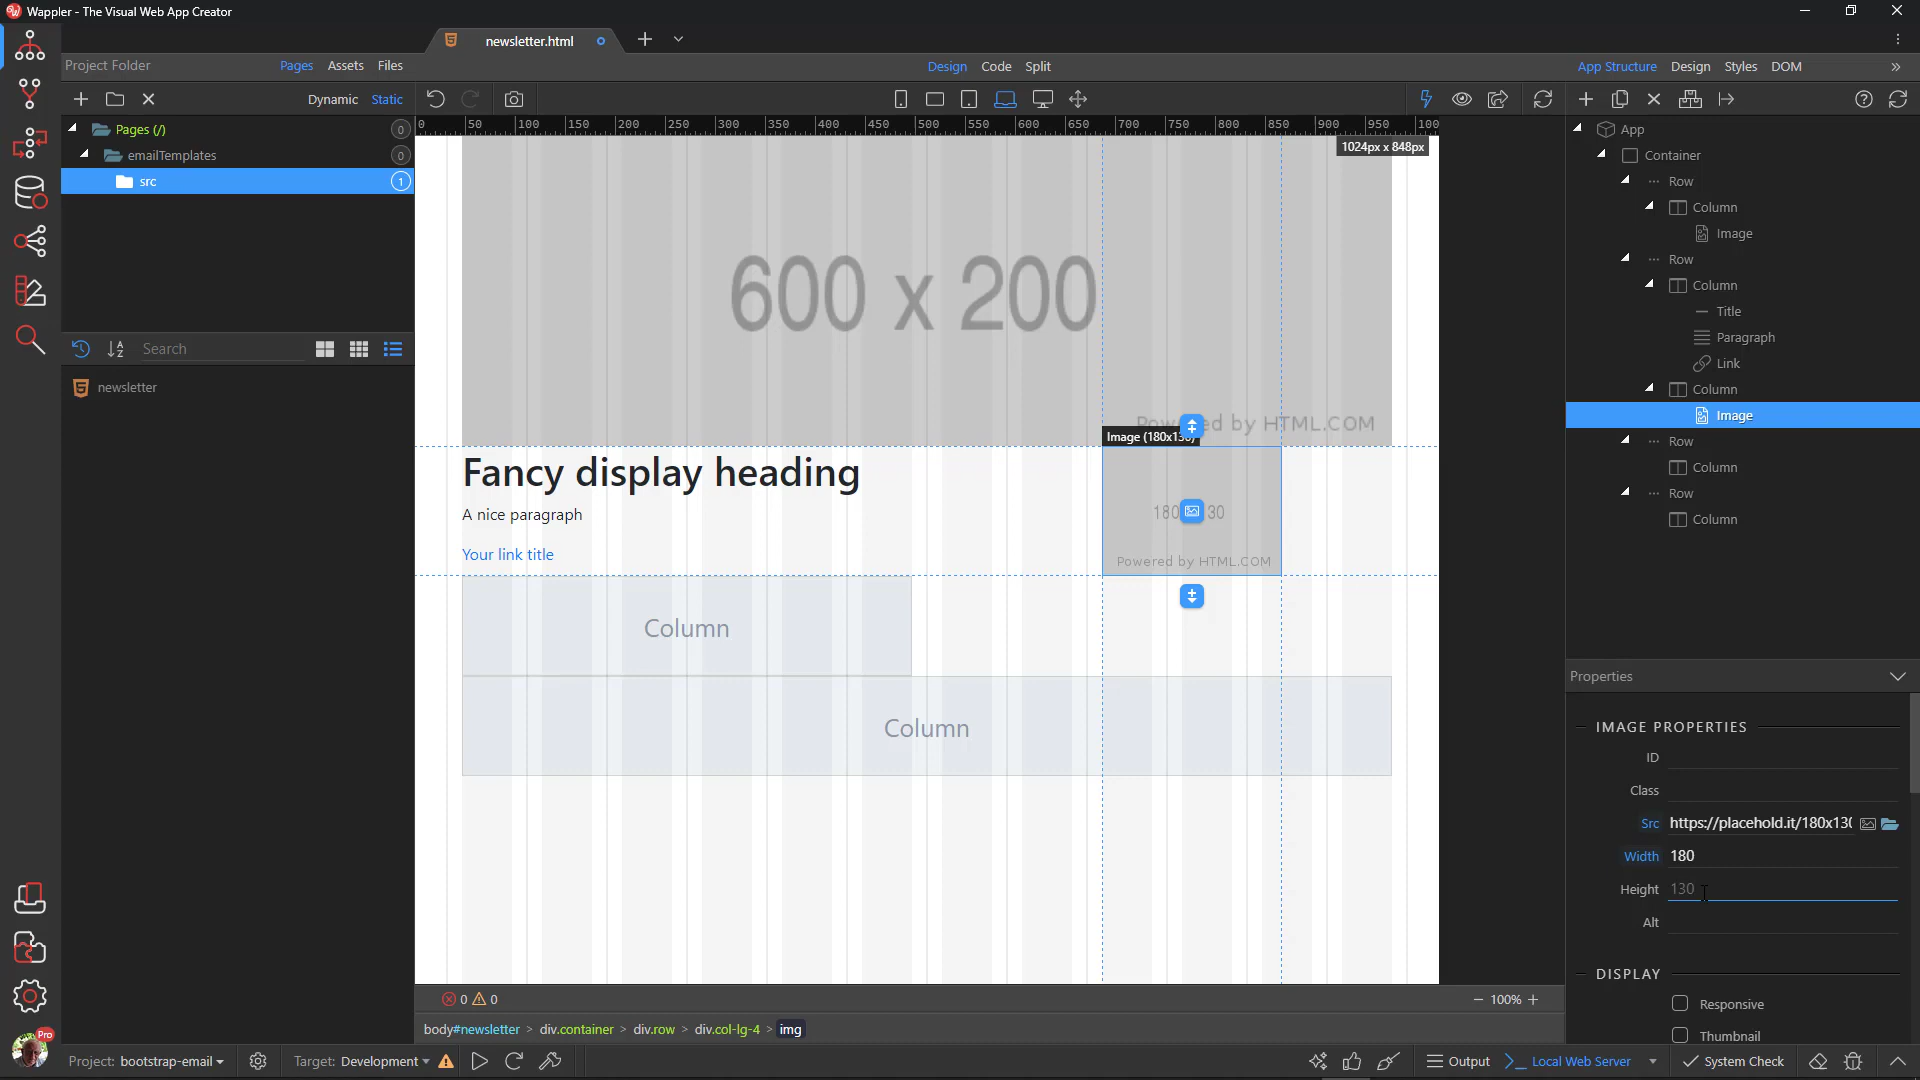 Wappler - The Visual Web App Creator
newsletter.html
Project Folder
Pages Assets Files
Design Code Split
App Structure Design Styles DOM
Dynamic Static
0 50 100 150 200 250 300 350 400 450 500 550 600 650 700 750 800 850 900 950 100
1024px x 848px
Pages (/) 0
emailTemplates 0
src 1
Search
newsletter
600 x 200
Powered by HTML.COM
Image (180x130)
Fancy display heading
A nice paragraph
Your link title
180 30
Powered by HTML.COM
Column
Column
App
Container
Row
Column
Image
Row
Column
Title
Paragraph
Link
Column
Image
Row
Column
Row
Column
Properties
IMAGE PROPERTIES
ID
Class
Src https://placehold.it/180x130
Width 180
Height 130
Alt
DISPLAY
Responsive
Thumbnail
0 0
100%
body#newsletter > div.container > div.row > div.col-lg-4 > img
Pro
Project: bootstrap-email
Target: Development
Output
Local Web Server
System Check